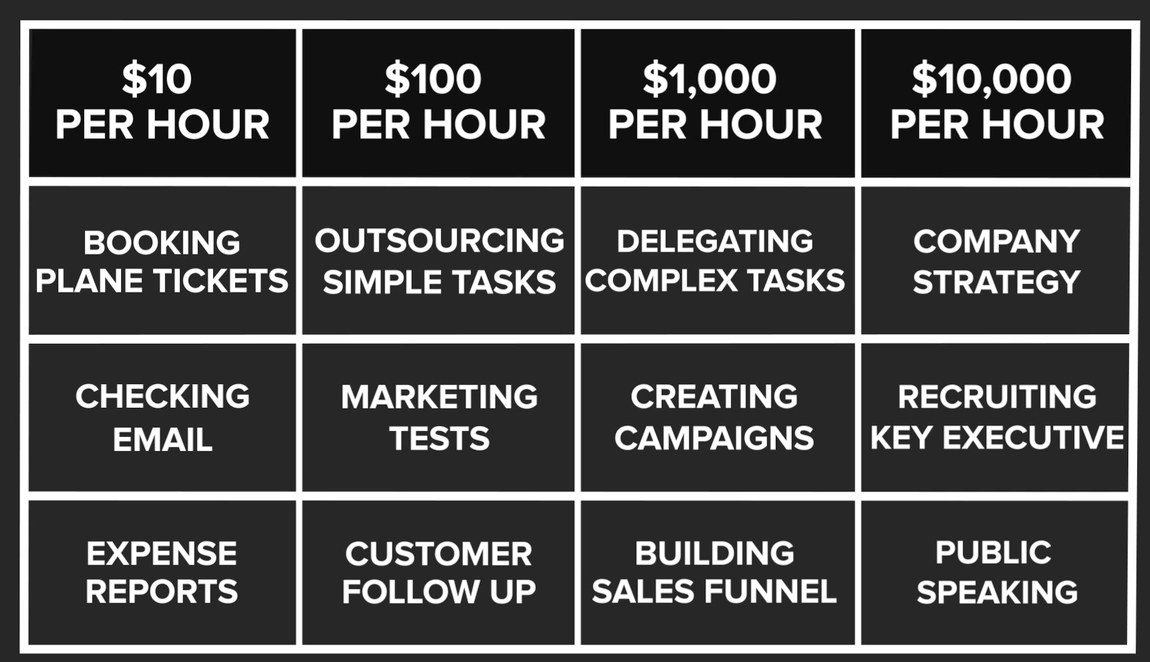 $10
PER HOUR
$100
PER HOUR
$1,000
PER HOUR
$10,000
PER HOUR
BOOKING
PLANE TICKETS
OUTSOURCING
SIMPLE TASKS
DELEGATING
COMPLEX TASKS
COMPANY
STRATEGY
CHECKING
EMAIL
MARKETING
TESTS
CREATING
CAMPAIGNS
RECRUITING
KEY EXECUTIVE
EXPENSE
REPORTS
CUSTOMER
FOLLOW UP
BUILDING
SALES FUNNEL
PUBLIC
SPEAKING